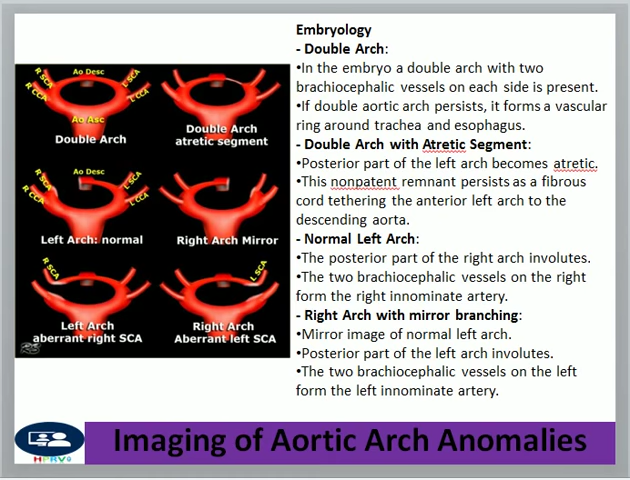 Embryology
- Double Arch:
•In the embryo a double arch with two
brachiocephalic vessels on each side is present.
•If double aortic arch persists, it forms a vascular
ring around trachea and esophagus.
- Double Arch with Atretic Segment:
•Posterior part of the left arch becomes atretic.
•This nonpatent remnant persists as a fibrous
cord tethering the anterior left arch to the
descending aorta.
- Normal Left Arch:
•The posterior part of the right arch involutes.
•The two brachiocephalic vessels on the right
form the right innominate artery.
- Right Arch with mirror branching:
•Mirror image of normal left arch.
•Posterior part of the left arch involutes.
•The two brachiocephalic vessels on the left
form the left innominate artery.
R SCA
R CCA
Ao Desc
L SCA
L CCA
Ao Asc
Double Arch
Double Arch
atretic segment
R SCA
R CCA
Ao Desc
L SCA
L CCA
Left Arch: normal
Right Arch Mirror
R SCA
Left Arch
aberrant right SCA
L SCA
Right Arch
Aberrant left SCA
HPRV
Imaging of Aortic Arch Anomalies